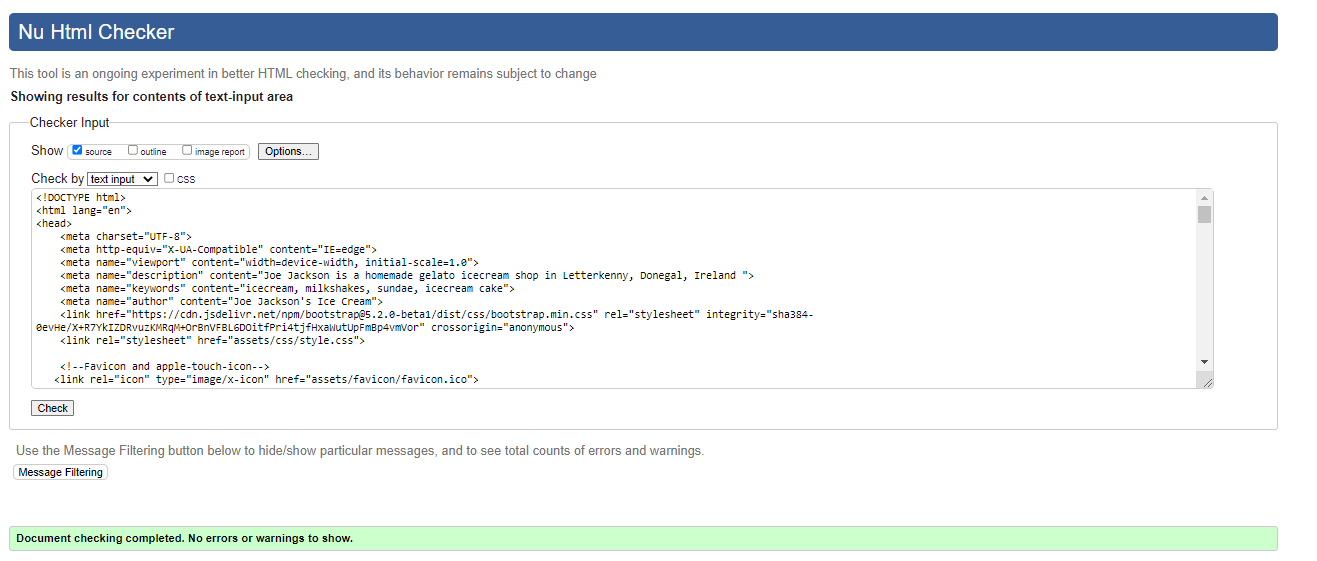 Nu Html Checker
This tool is an ongoing experiment in better HTML checking, and its behavior remains subject to change
Showing results for contents of text-input area
Checker Input
Show source outline image report Options...
Check by text input css
<!DOCTYPE html>
<html lang="en">
<head>
<meta charset="UTF-8">
<meta http-equiv="X-UA-Compatible" content="IE=edge">
<meta name="viewport" content="width=device-width, initial-scale=1.0">
<meta name="description" content="Joe Jackson is a homemade gelato icecream shop in Letterkenny, Donegal, Ireland ">
<meta name="keywords" content="icecream, milkshakes, sundae, icecream cake">
<meta name="author" content="Joe Jackson's Ice Cream">
<link href="https://cdn.jsdelivr.net/npm/bootstrap@5.2.0-beta1/dist/css/bootstrap.min.css" rel="stylesheet" integrity="sha384-
0evHe/X+R7YkIZDRvuzKMRqM+OrBnVFBL6DOitfPri4tjfHxaWutUpFmBp4vmVor" crossorigin="anonymous">
<link rel="stylesheet" href="assets/css/style.css">
<!--Favicon and apple-touch-icon-->
<link rel="icon" type="image/x-icon" href="assets/favicon/favicon.ico">
Check
Use the Message Filtering button below to hide/show particular messages, and to see total counts of errors and warnings.
Message Filtering
Document checking completed. No errors or warnings to show.